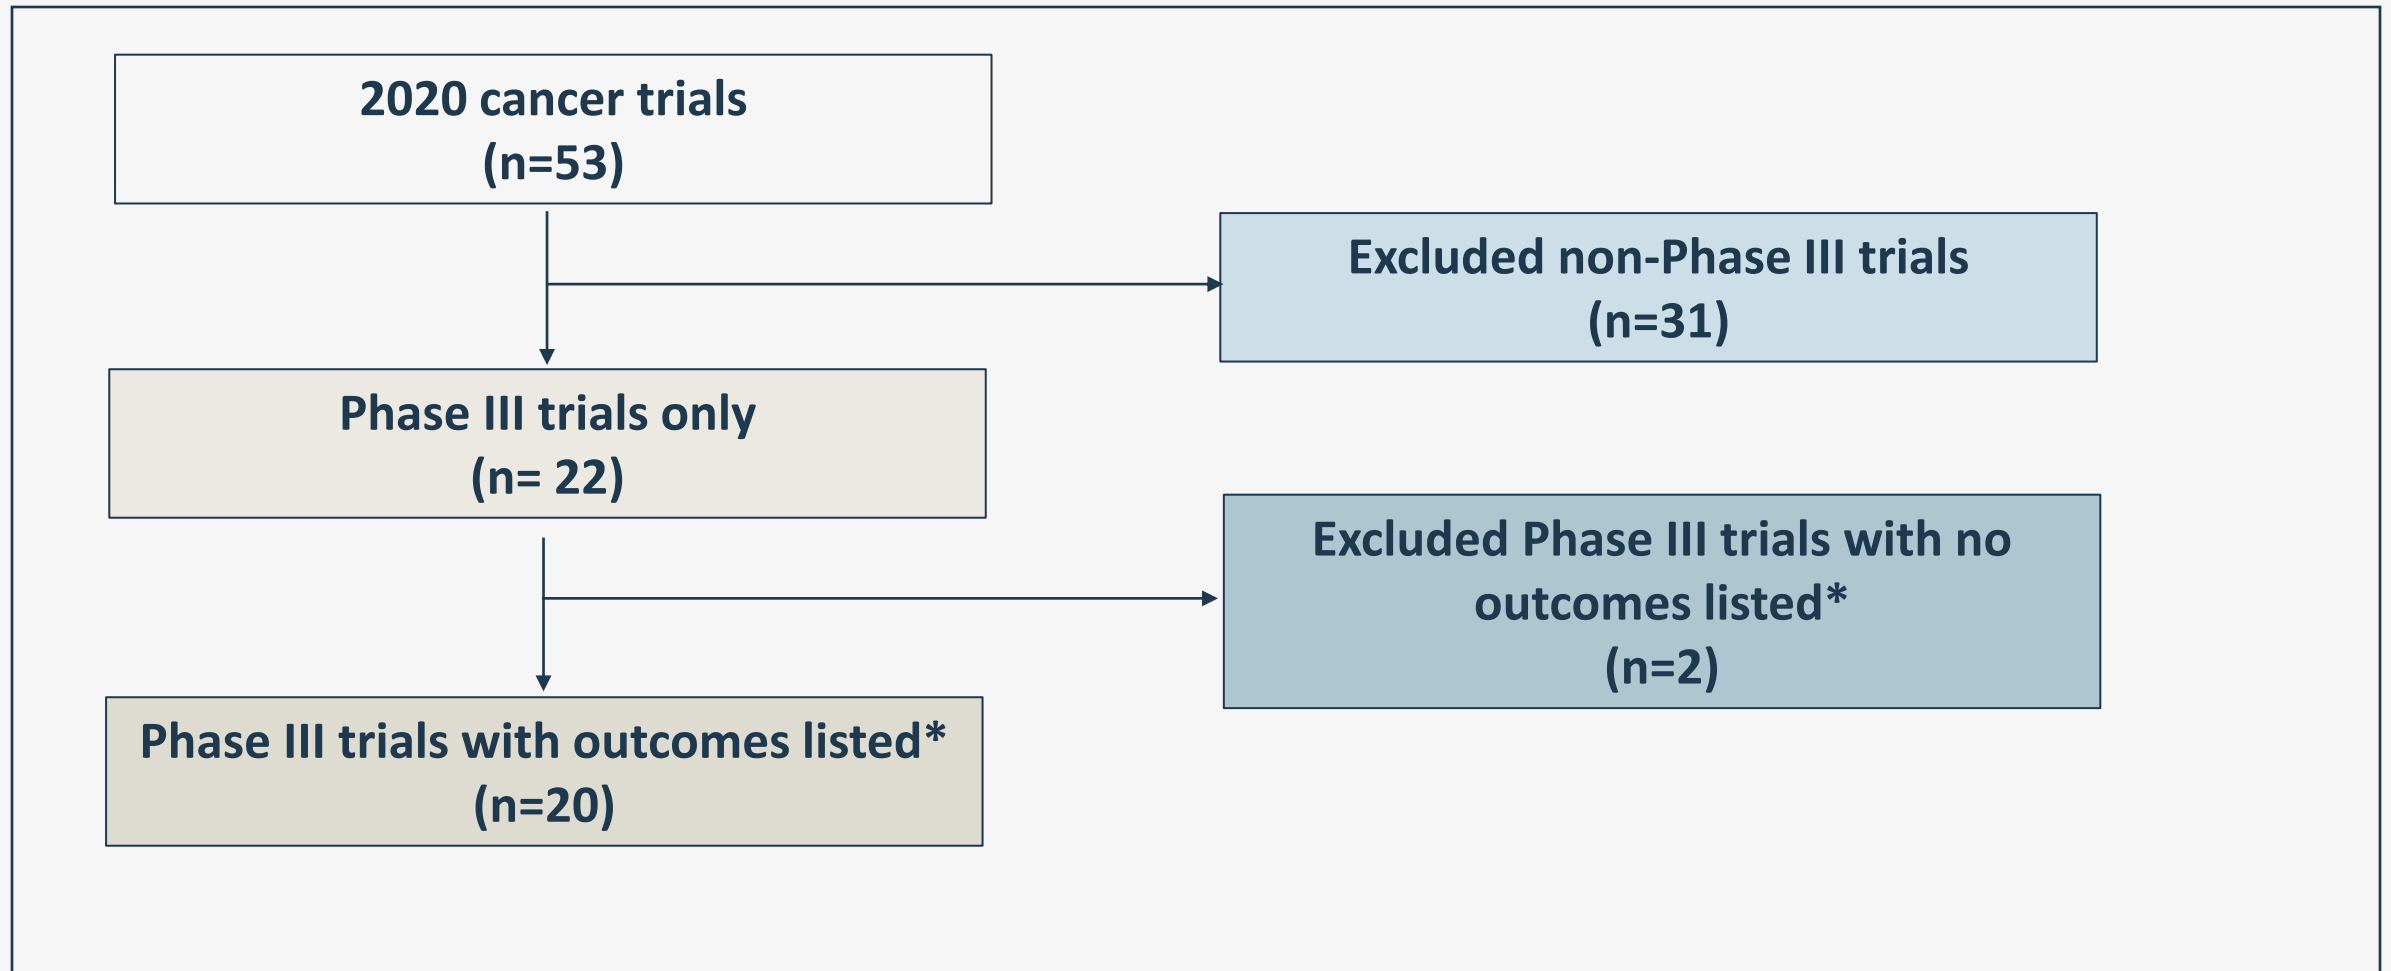 2020 cancer trials
(n=53)
Excluded non-Phase III trials
(n=31)
Phase III trials only
(n= 22)
Excluded Phase III trials with no
outcomes listed*
(n=2)
Phase III trials with outcomes listed*
(n=20)